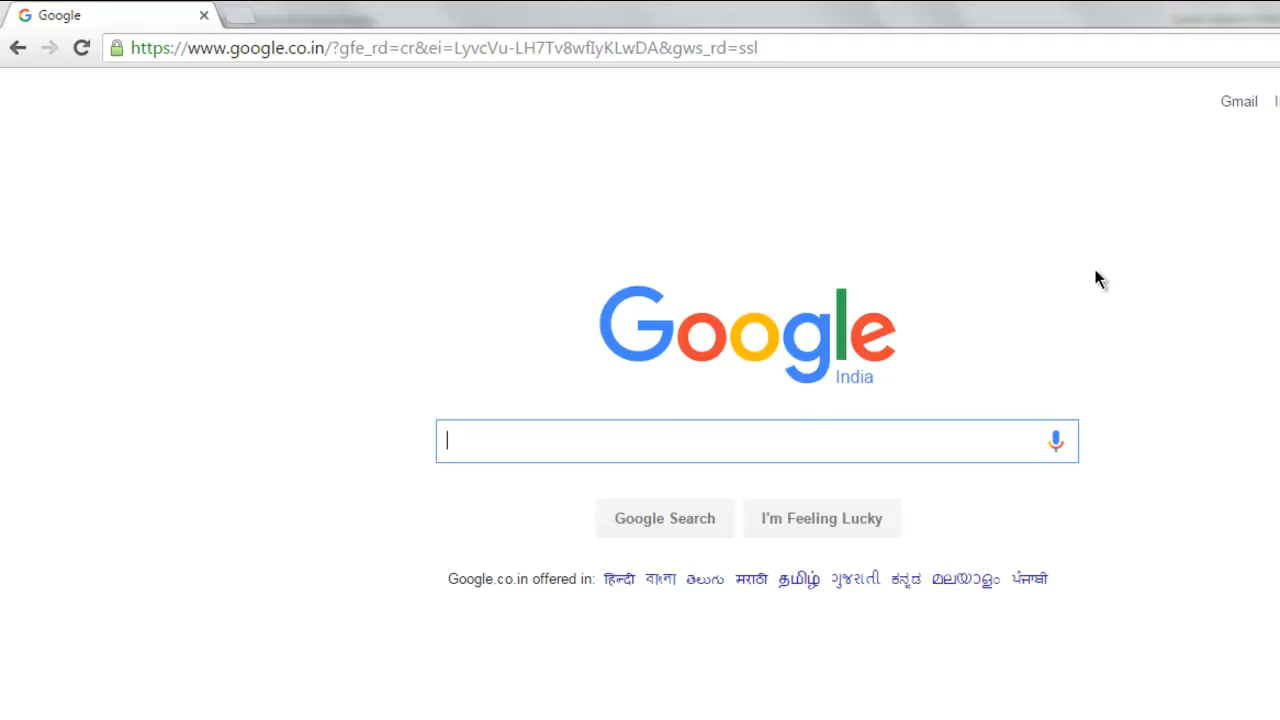 Google
https://www.google.co.in/?gfe_rd=cr&ei=LyvcVu-LH7Tv8wfIyKLwDA&gws_rd=ssl
Gmail
Google
India
Google Search I'm Feeling Lucky
Google.co.in offered in: हिन्दी বাংলা తెలుగు मराठी தமிழ் ગુજરાતી ಕನ್ನಡ മലയാളം ਪੰਜਾਬੀ